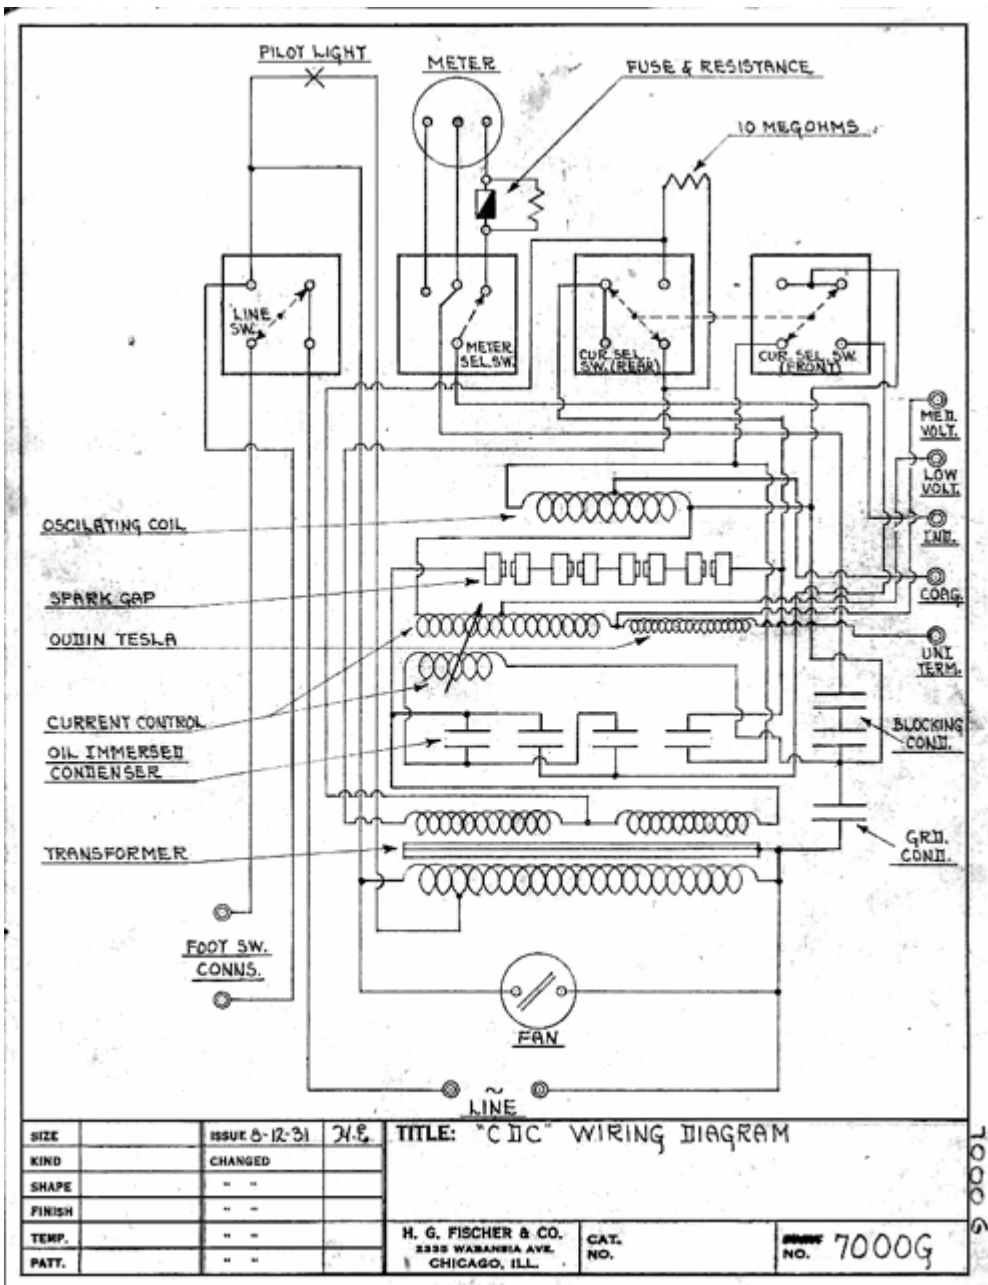 PILOT LIGHT
METER
FUSE & RESISTANCE
10 MEGOHMS
LINE
SW.
METER
SEL. SW.
CUR. SEL.
SW. (REAR)
CUR. SEL. SW.
(FRONT)
MED.
VOLT.
LOW
VOLT.
IND.
COAG.
UNI
TERM.
OSCILATING COIL
SPARK GAP
OUDIN TESLA
CURRENT CONTROL
OIL IMMERSED
CONDENSER
BLOCKING
COND.
GRD.
COND.
TRANSFORMER
FOOT SW.
CONNS.
FAN
~
LINE
SIZE ISSUE 8-12-31 H.E.
KIND CHANGED
SHAPE " "
FINISH " "
TEMP. " "
PATT. " "
TITLE: "CDC" WIRING DIAGRAM
H. G. FISCHER & CO.
2335 WABANSIA AVE.
CHICAGO, ILL.
CAT.
NO.
NO. 7000G
7000G